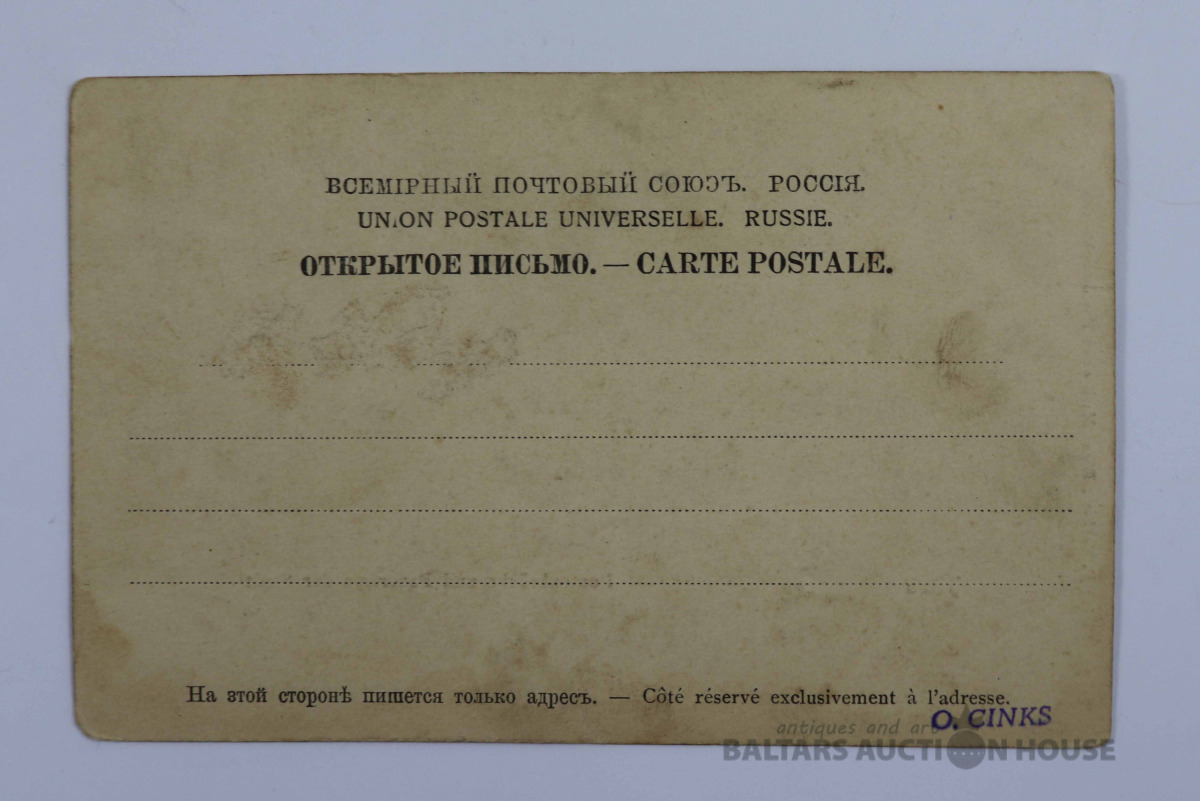 ВСЕМІРНЫЙ ПОЧТОВЫЙ СОЮЗЪ. РОССІЯ.
UNION POSTALE UNIVERSELLE. RUSSIE.
ОТКРЫТОЕ ПИСЬМО. — CARTE POSTALE.
На зтой сторонѣ пишется только адресъ. — Côté réservé exclusivement à l'adresse.
O. CINKS
antiques and art
BALTARS AUCTION HOUSE